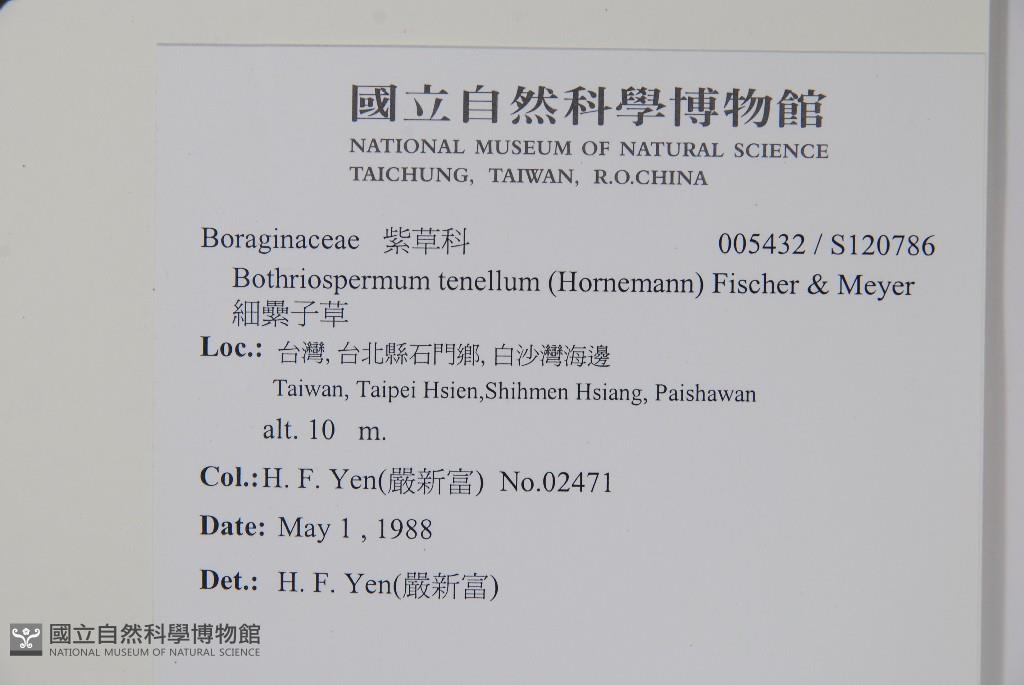 國立自然科學博物館
NATIONAL MUSEUM OF NATURAL SCIENCE
TAICHUNG, TAIWAN, R.O.CHINA
Boraginaceae 紫草科 005432 / S120786
Bothriospermum tenellum (Hornemann) Fischer & Meyer
細纍子草
Loc.: 台灣, 台北縣石門鄉, 白沙灣海邊
Taiwan, Taipei Hsien,Shihmen Hsiang, Paishawan
alt. 10 m.
Col.:H. F. Yen(嚴新富) No.02471
Date: May 1 , 1988
Det.: H. F. Yen(嚴新富)
國立自然科學博物館
NATIONAL MUSEUM OF NATURAL SCIENCE